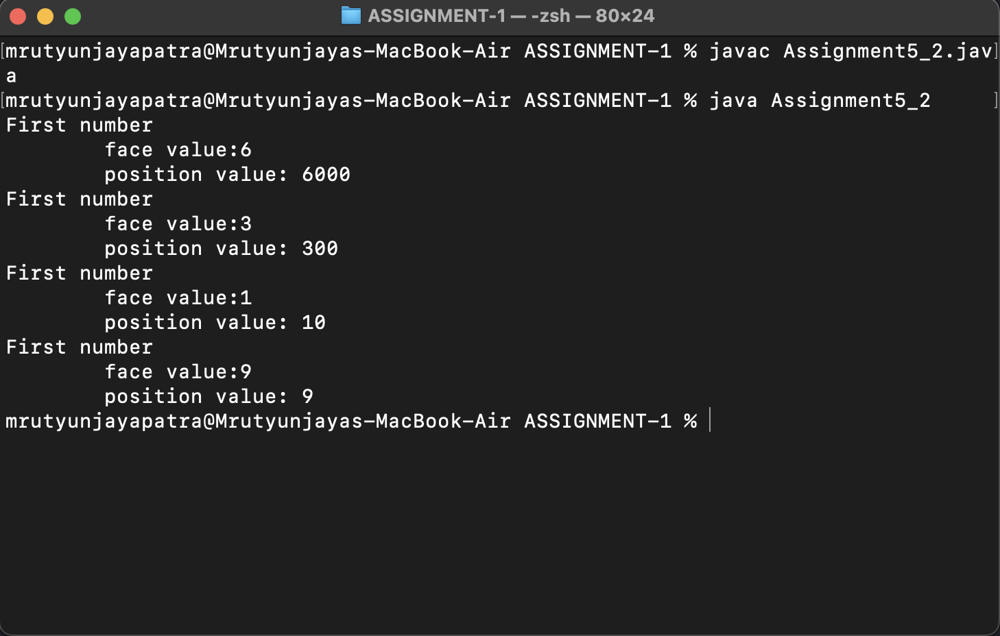 ASSIGNMENT-1 — -zsh — 80×24
[mrutyunjayapatra@Mrutyunjayas-MacBook-Air ASSIGNMENT-1 % javac Assignment5_2.jav]
a
[mrutyunjayapatra@Mrutyunjayas-MacBook-Air ASSIGNMENT-1 % java Assignment5_2 ]
First number
        face value:6
        position value: 6000
First number
        face value:3
        position value: 300
First number
        face value:1
        position value: 10
First number
        face value:9
        position value: 9
mrutyunjayapatra@Mrutyunjayas-MacBook-Air ASSIGNMENT-1 %